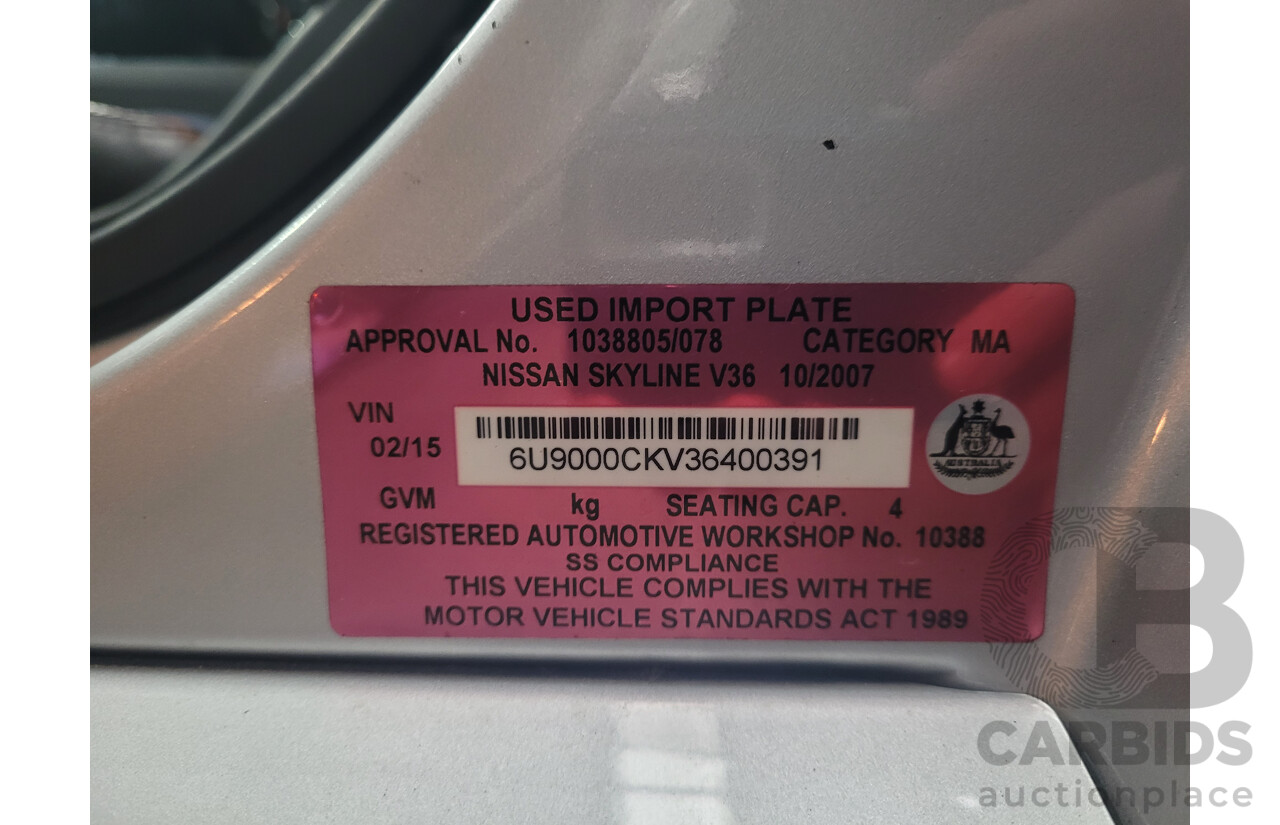 USED IMPORT PLATE
APPROVAL No. 1038805/078 CATEGORY MA
NISSAN SKYLINE V36 10/2007
VIN
02/15
6U9000CKV36400391
AUSTRALIA
GVM kg SEATING CAP. 4
REGISTERED AUTOMOTIVE WORKSHOP No. 10388
SS COMPLIANCE
THIS VEHICLE COMPLIES WITH THE
MOTOR VEHICLE STANDARDS ACT 1989
CB
CARBIDS
auctionplace